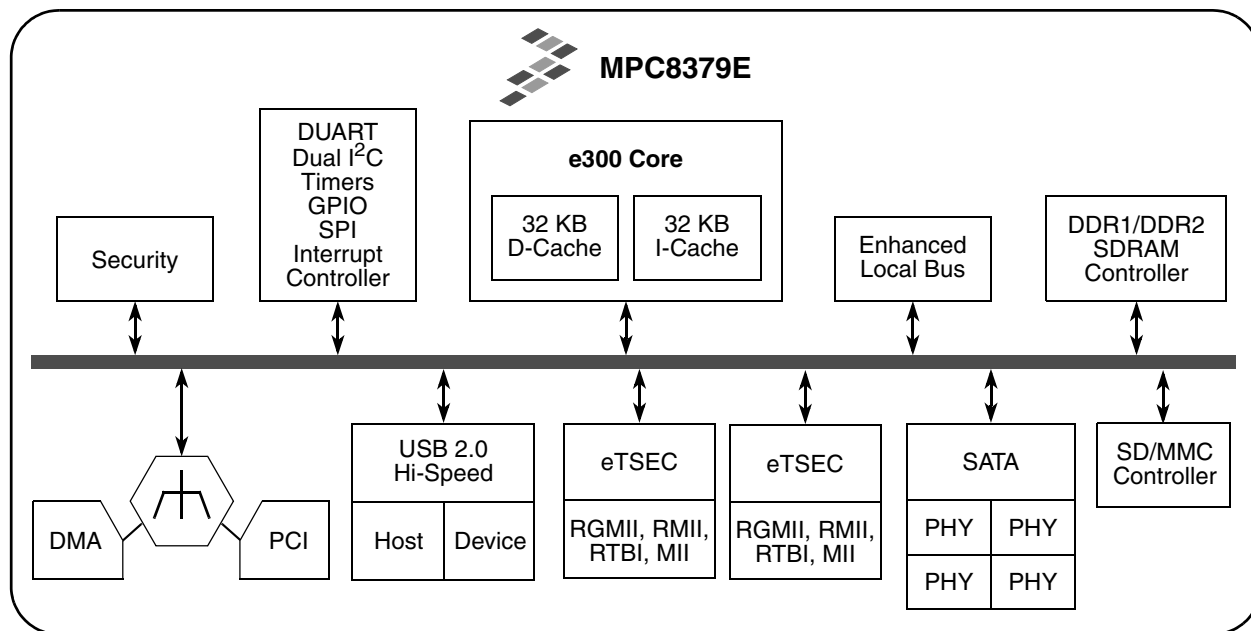 MPC8379E
Security
DUART
Dual I²C
Timers
GPIO
SPI
Interrupt
Controller
e300 Core
32 KB
D-Cache
32 KB
I-Cache
Enhanced
Local Bus
DDR1/DDR2
SDRAM
Controller
DMA
PCI
USB 2.0
Hi-Speed
Host
Device
eTSEC
RGMII, RMII,
RTBI, MII
eTSEC
RGMII, RMII,
RTBI, MII
SATA
PHY
PHY
PHY
PHY
SD/MMC
Controller